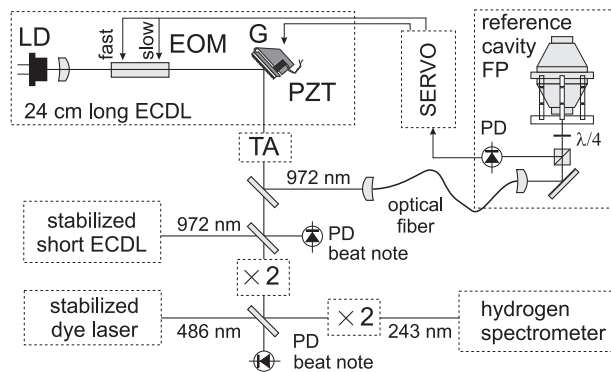 LD
fast
slow
EOM
G
PZT
24 cm long ECDL
SERVO
reference
cavity
FP
PD
λ/4
TA
972 nm
optical
fiber
stabilized
short ECDL
972 nm
PD
beat note
× 2
stabilized
dye laser
486 nm
× 2
243 nm
hydrogen
spectrometer
PD
beat note